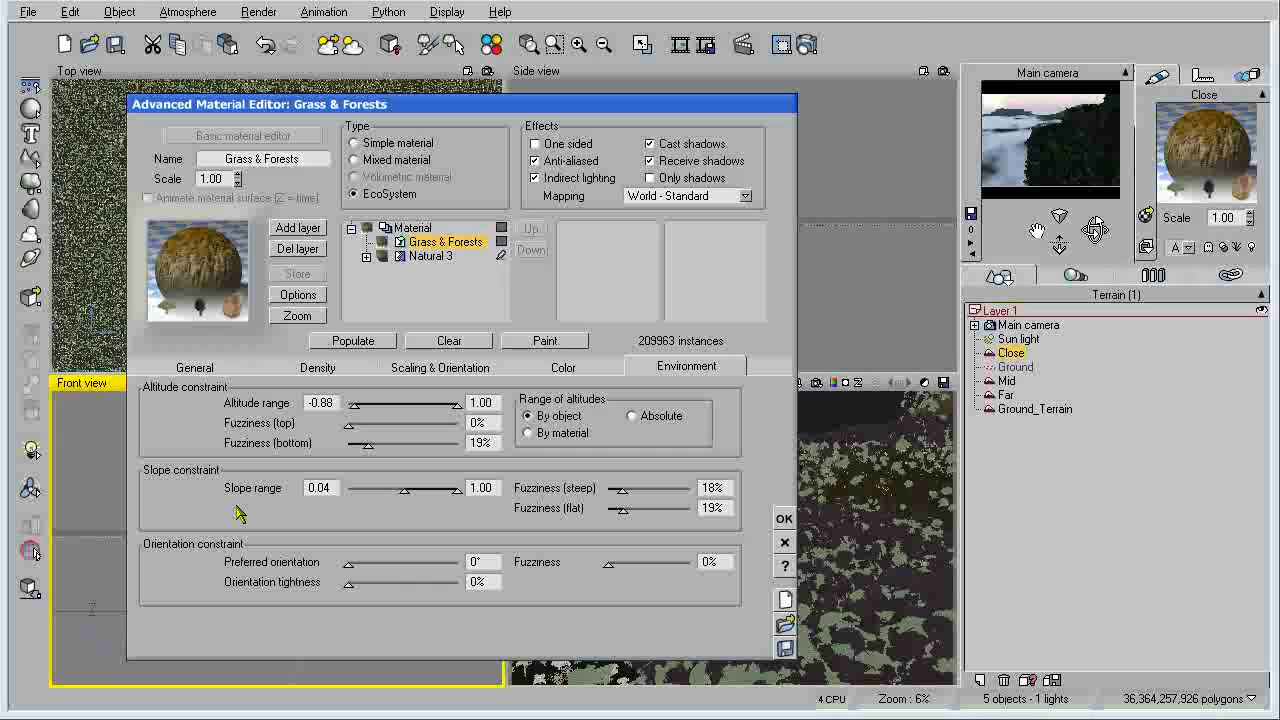 File Edit Object Atmosphere Render Animation Python Display Help
Top view
Side view
Main camera
Close
Scale 1.00
Advanced Material Editor: Grass & Forests
Basic material editor
Name Grass & Forests
Scale 1.00
Animate material surface (Z = time)
Type
Simple material
Mixed material
Volumetric material
EcoSystem
Effects
One sided
Cast shadows
Anti-aliased
Receive shadows
Indirect lighting
Only shadows
Mapping World - Standard
Add layer
Del layer
Store
Options
Zoom
Material
Grass & Forests
Natural 3
Up
Down
Populate Clear Paint 209963 instances
General Density Scaling & Orientation Color Environment
Altitude constraint
Altitude range -0.88 1.00
Fuzziness (top) 0%
Fuzziness (bottom) 19%
Range of altitudes
By object Absolute
By material
Slope constraint
Slope range 0.04 1.00
Fuzziness (steep) 18%
Fuzziness (flat) 19%
Orientation constraint
Preferred orientation 0°
Fuzziness 0%
Orientation tightness 0%
OK
?
Front view
Z
0
A
Terrain (1)
Layer 1
Main camera
Sun light
Close
Ground
Mid
Far
Ground_Terrain
4 CPU Zoom : 6% 5 objects - 1 lights 36,364,257,926 polygons